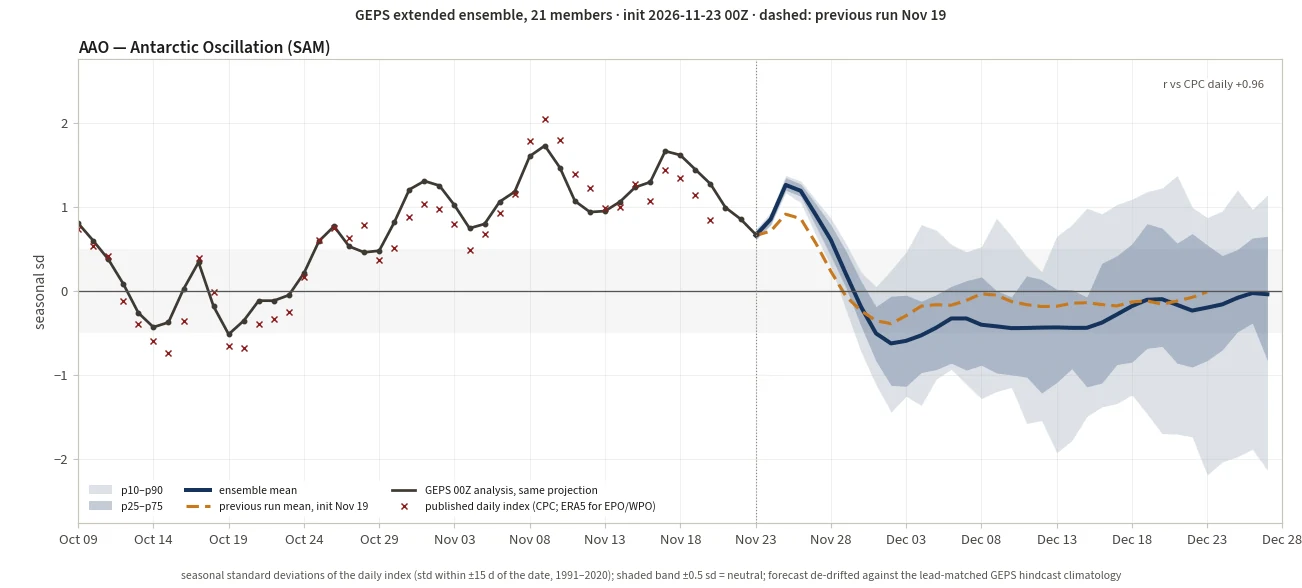 GEPS extended ensemble, 21 members · init 2026-11-23 00Z · dashed: previous run Nov 19
AAO — Antarctic Oscillation (SAM)
r vs CPC daily +0.96
seasonal sd
2
1
0
−1
−2
p10–p90
ensemble mean
GEPS 00Z analysis, same projection
p25–p75
previous run mean, init Nov 19
published daily index (CPC; ERA5 for EPO/WPO)
Oct 09 Oct 14 Oct 19 Oct 24 Oct 29 Nov 03 Nov 08 Nov 13 Nov 18 Nov 23 Nov 28 Dec 03 Dec 08 Dec 13 Dec 18 Dec 23 Dec 28
seasonal standard deviations of the daily index (std within ±15 d of the date, 1991–2020); shaded band ±0.5 sd = neutral; forecast de-drifted against the lead-matched GEPS hindcast climatology